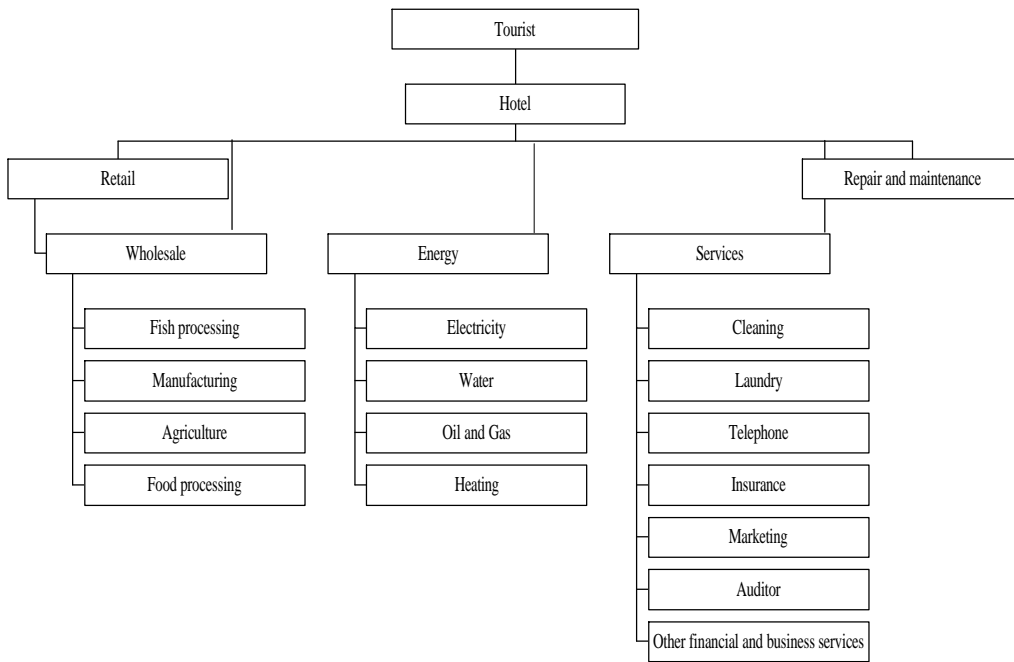 Tourist
Hotel
Retail
Repair and maintenance
Wholesale
Energy
Services
Fish processing
Electricity
Cleaning
Manufacturing
Water
Laundry
Agriculture
Oil and Gas
Telephone
Food processing
Heating
Insurance
Marketing
Auditor
Other financial and business services